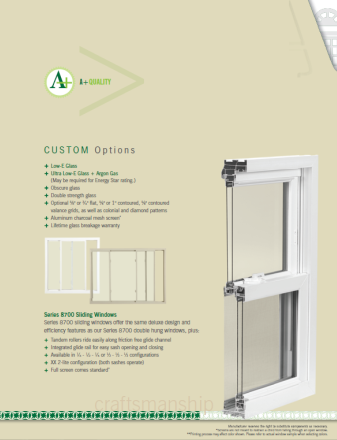 A+
A+ QUALITY
CUSTOM Options
+ Low-E Glass
+ Ultra Low-E Glass + Argon Gas
(May be required for Energy Star rating.)
+ Obscure glass
+ Double strength glass
+ Optional ⅝" or ¾" flat, ⅝" or 1" contoured, ⅝" contoured
valance grids, as well as colonial and diamond patterns
+ Aluminum charcoal mesh screen*
+ Lifetime glass breakage warranty
Series 8700 Sliding Windows
Series 8700 sliding windows offer the same deluxe design and
efficiency features as our Series 8700 double hung windows, plus:
+ Tandem rollers ride easily along friction free glide channel
+ Integrated glide rail for easy sash opening and closing
+ Available in ¼ - ½ - ¼ or ⅓ - ⅓ - ⅓ configurations
+ XX 2-lite configuration (both sashes operate)
+ Full screen comes standard*
craftsmanship
Manufacturer reserves the right to substitute components as necessary.
*Screens are not meant to restrain a child from falling through an open window.
**Printing process may affect color shown. Please refer to actual window sample when selecting colors.